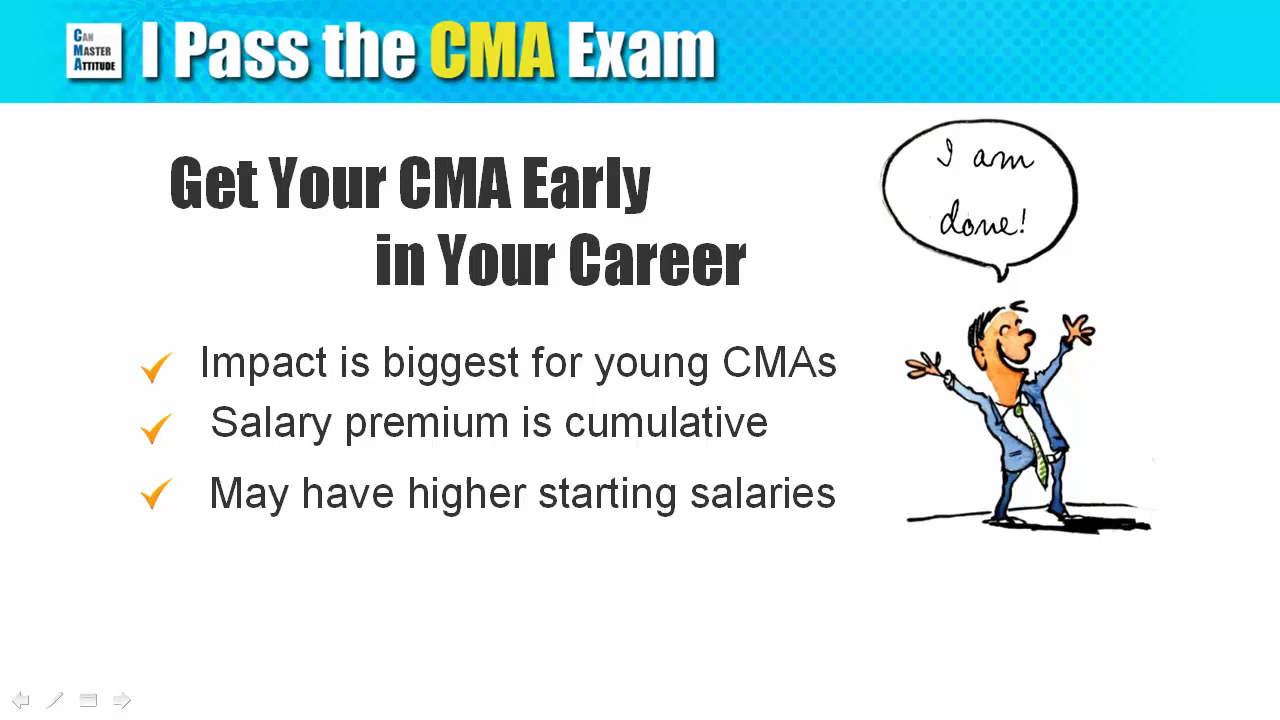 CAN
MASTER
ATTITUDE
I Pass the CMA Exam
Get Your CMA Early
in Your Career
I am
done!
Impact is biggest for young CMAs
Salary premium is cumulative
May have higher starting salaries